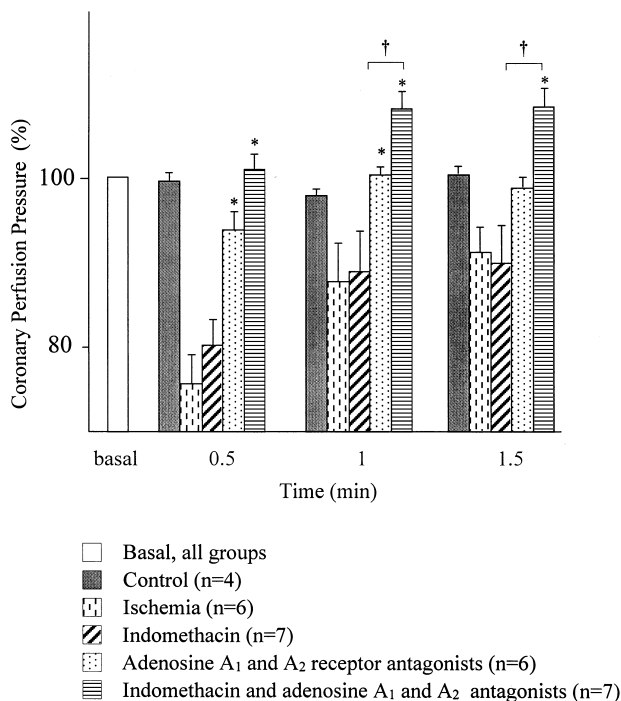 † †
* *
* *
*
100
80
Coronary Perfusion Pressure (%)
basal 0.5 1 1.5
Time (min)
Basal, all groups
Control (n=4)
Ischemia (n=6)
Indomethacin (n=7)
Adenosine A₁ and A₂ receptor antagonists (n=6)
Indomethacin and adenosine A₁ and A₂ antagonists (n=7)